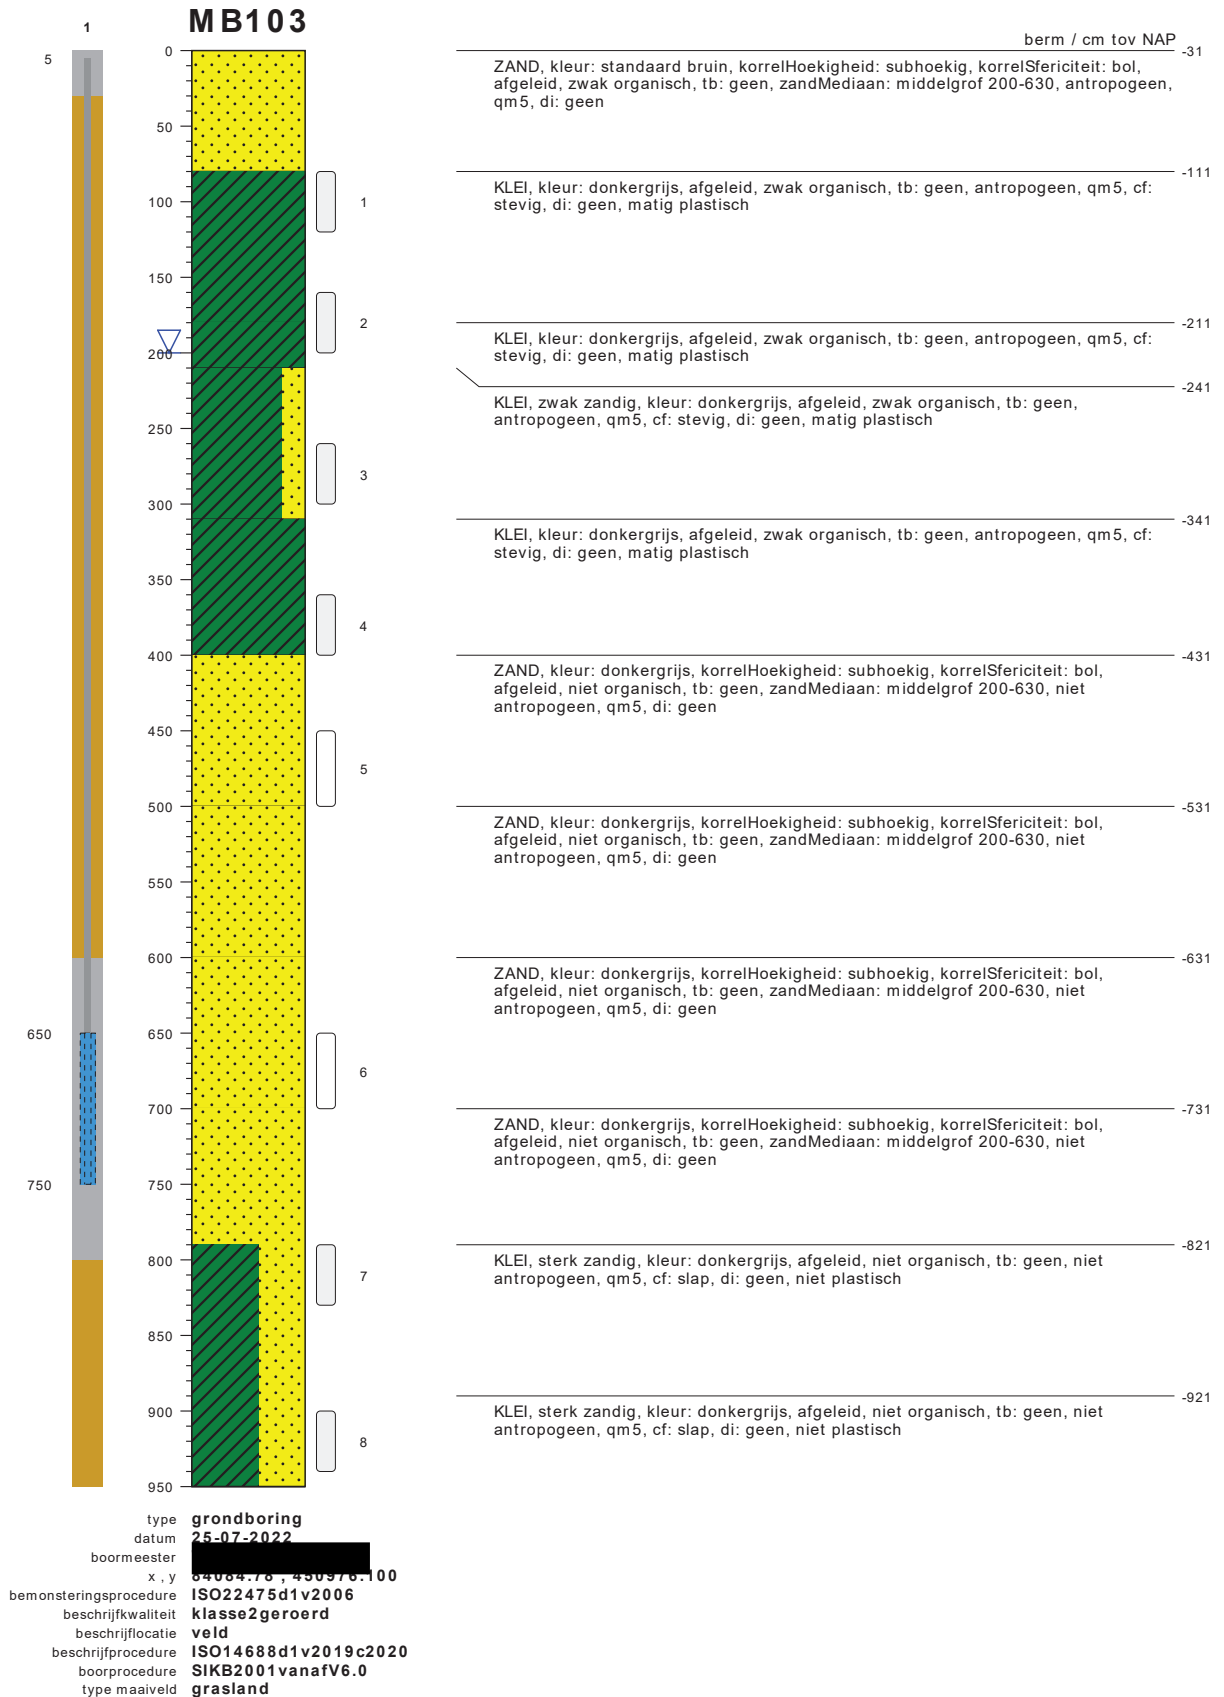 MB103
1
berm / cm tov NAP
5
0
-31
ZAND, kleur: standaard bruin, korrelHoekigheid: subhoekig, korrelSfericiteit: bol,
afgeleid, zwak organisch, tb: geen, zandMediaan: middelgrof 200-630, antropogeen,
qm5, di: geen
50
-111
KLEI, kleur: donkergrijs, afgeleid, zwak organisch, tb: geen, antropogeen, qm5, cf:
stevig, di: geen, matig plastisch
100
1
150
2
-211
KLEI, kleur: donkergrijs, afgeleid, zwak organisch, tb: geen, antropogeen, qm5, cf:
stevig, di: geen, matig plastisch
200
-241
KLEI, zwak zandig, kleur: donkergrijs, afgeleid, zwak organisch, tb: geen,
antropogeen, qm5, cf: stevig, di: geen, matig plastisch
250
3
300
-341
KLEI, kleur: donkergrijs, afgeleid, zwak organisch, tb: geen, antropogeen, qm5, cf:
stevig, di: geen, matig plastisch
350
4
400
-431
ZAND, kleur: donkergrijs, korrelHoekigheid: subhoekig, korrelSfericiteit: bol,
afgeleid, niet organisch, tb: geen, zandMediaan: middelgrof 200-630, niet
antropogeen, qm5, di: geen
450
5
500
-531
ZAND, kleur: donkergrijs, korrelHoekigheid: subhoekig, korrelSfericiteit: bol,
afgeleid, niet organisch, tb: geen, zandMediaan: middelgrof 200-630, niet
antropogeen, qm5, di: geen
550
600
-631
ZAND, kleur: donkergrijs, korrelHoekigheid: subhoekig, korrelSfericiteit: bol,
afgeleid, niet organisch, tb: geen, zandMediaan: middelgrof 200-630, niet
antropogeen, qm5, di: geen
650
650
6
700
-731
ZAND, kleur: donkergrijs, korrelHoekigheid: subhoekig, korrelSfericiteit: bol,
afgeleid, niet organisch, tb: geen, zandMediaan: middelgrof 200-630, niet
antropogeen, qm5, di: geen
750
750
-821
KLEI, sterk zandig, kleur: donkergrijs, afgeleid, niet organisch, tb: geen, niet
antropogeen, qm5, cf: slap, di: geen, niet plastisch
800
7
850
-921
KLEI, sterk zandig, kleur: donkergrijs, afgeleid, niet organisch, tb: geen, niet
antropogeen, qm5, cf: slap, di: geen, niet plastisch
900
8
950
type grondboring
datum 25-07-2022
boormeester
x , y 84084.78 , 450976.100
bemonsteringsprocedure ISO22475d1v2006
beschrijfkwaliteit klasse2geroerd
beschrijflocatie veld
beschrijfprocedure ISO14688d1v2019c2020
boorprocedure SIKB2001vanafV6.0
type maaiveld grasland